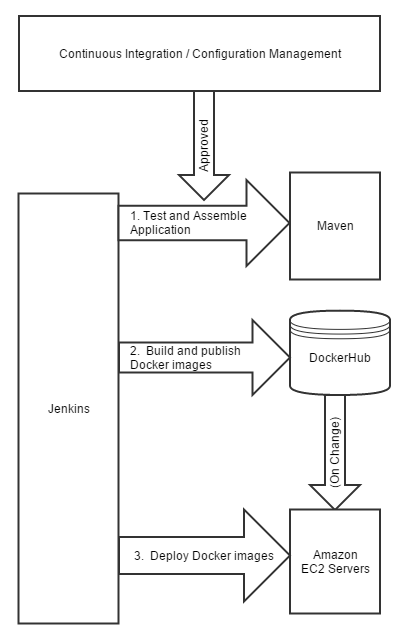 Continuous Integration / Configuration Management
Approved
1. Test and Assemble
Application
Maven
2. Build and publish
Docker images
DockerHub
Jenkins
(On Change)
3. Deploy Docker images
Amazon
EC2 Servers